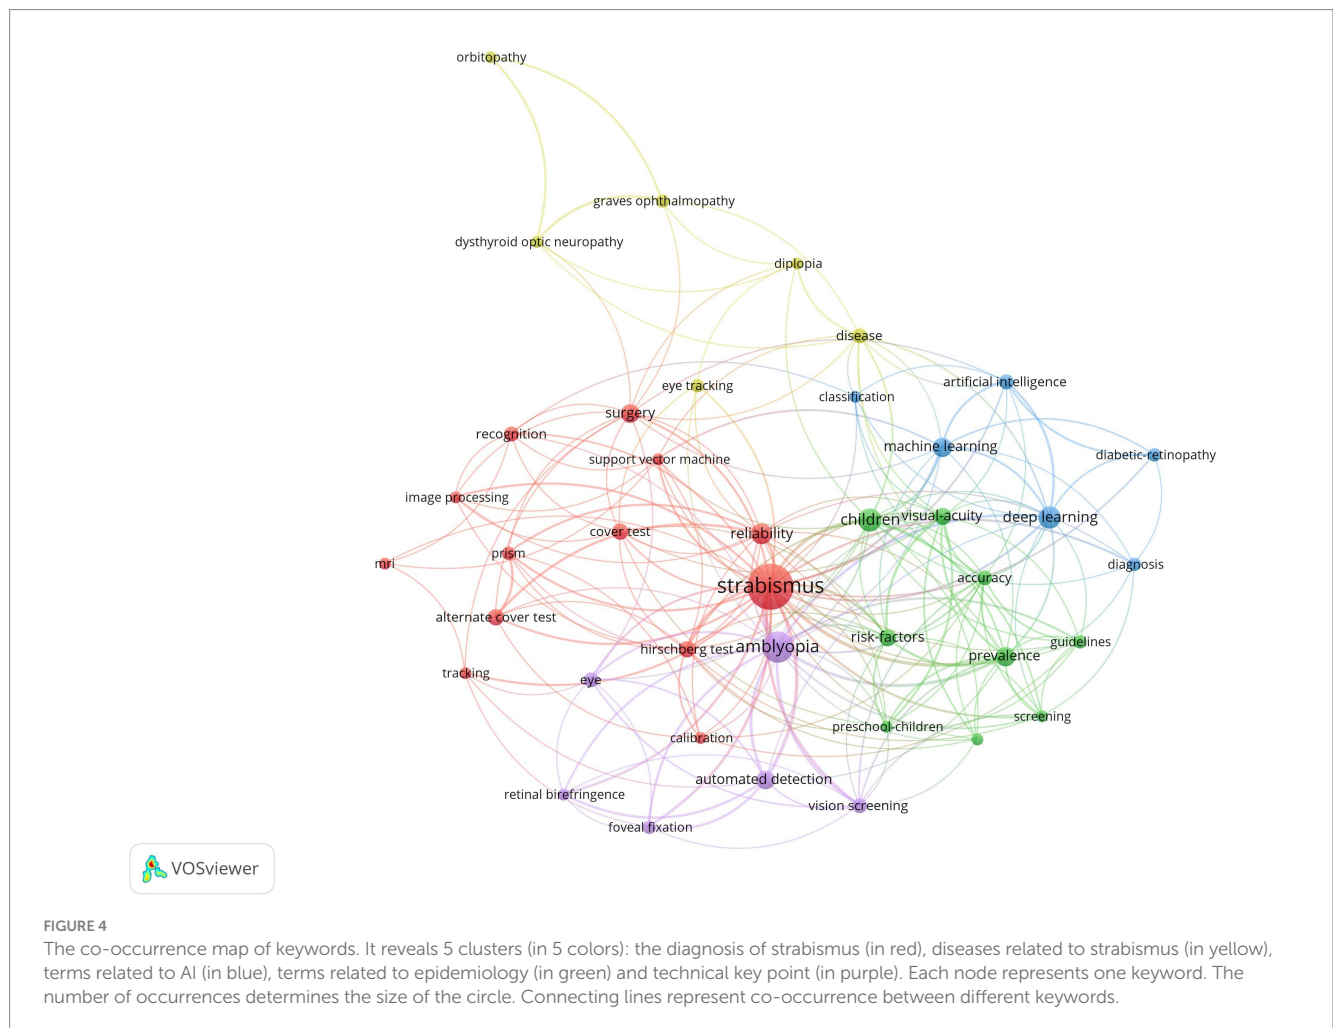 orbitopathy
graves ophthalmopathy
dysthyroid optic neuropathy
diplopia
disease
eye tracking
artificial intelligence
classification
surgery
recognition
machine learning
support vector machine
diabetic-retinopathy
image processing
children
visual-acuity
deep learning
cover test
reliability
prism
mri
diagnosis
accuracy
strabismus
alternate cover test
risk-factors
guidelines
hirschberg test
amblyopia
prevalence
tracking
eye
screening
preschool-children
calibration
automated detection
retinal birefringence
vision screening
foveal fixation
VOSviewer
FIGURE 4
The co-occurrence map of keywords. It reveals 5 clusters (in 5 colors): the diagnosis of strabismus (in red), diseases related to strabismus (in yellow),
terms related to AI (in blue), terms related to epidemiology (in green) and technical key point (in purple). Each node represents one keyword. The
number of occurrences determines the size of the circle. Connecting lines represent co-occurrence between different keywords.